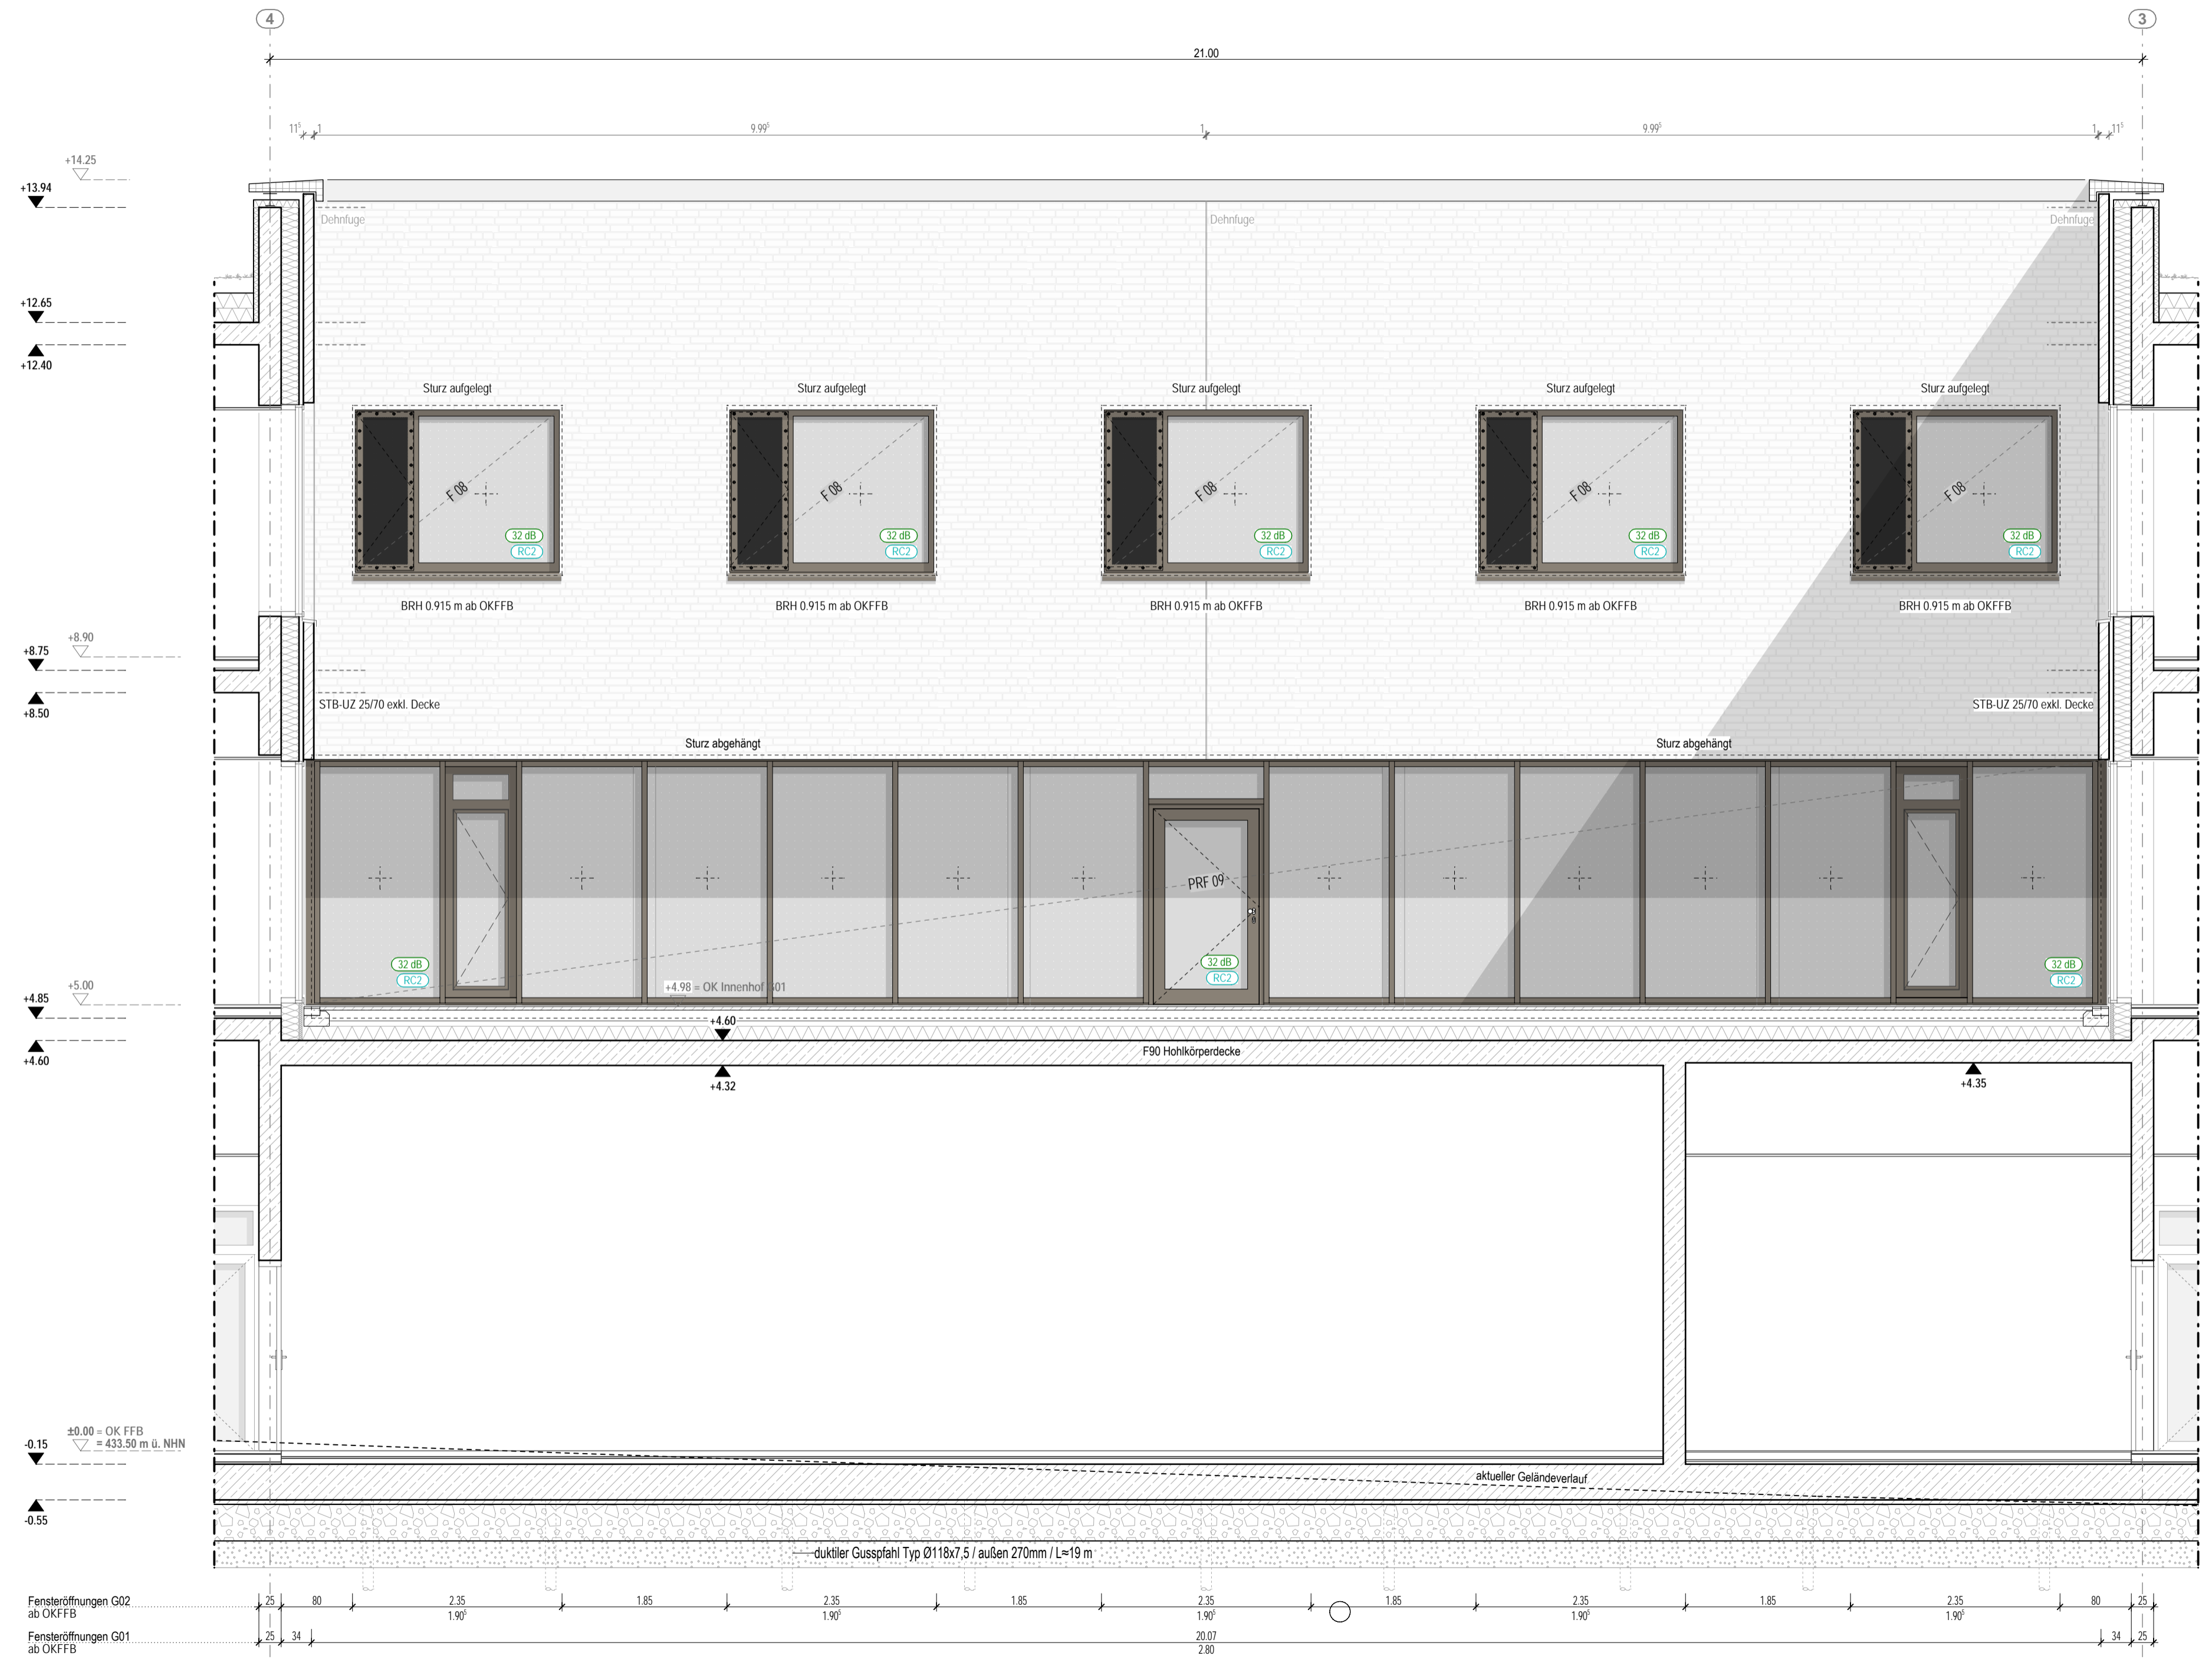 4
3
21.00
11⁵
1
9.99⁵
1
9.99⁵
1
11⁵
+14.25
+13.94
Dehnfuge
Dehnfuge
Dehnfuge
+12.65
+12.40
Sturz aufgelegt
Sturz aufgelegt
Sturz aufgelegt
Sturz aufgelegt
Sturz aufgelegt
F 08
F 08
F 08
F 08
F 08
32 dB
32 dB
32 dB
32 dB
32 dB
RC2
RC2
RC2
RC2
RC2
BRH 0.915 m ab OKFFB
BRH 0.915 m ab OKFFB
BRH 0.915 m ab OKFFB
BRH 0.915 m ab OKFFB
BRH 0.915 m ab OKFFB
+8.90
+8.75
+8.50
STB-UZ 25/70 exkl. Decke
STB-UZ 25/70 exkl. Decke
Sturz abgehängt
Sturz abgehängt
PRF 09
32 dB
32 dB
32 dB
RC2
RC2
RC2
+5.00
+4.98 = OK Innenhof G01
+4.85
+4.60
+4.60
F90 Hohlkörperdecke
+4.32
+4.35
±0.00 = OK FFB
= 433.50 m ü. NHN
-0.15
aktueller Geländeverlauf
-0.55
duktiler Gusspfahl Typ Ø118x7,5 / außen 270mm / L≈19 m
Fensteröffnungen G02
ab OKFFB
25
80
2.35
1.85
2.35
1.85
2.35
1.85
2.35
1.85
2.35
80
25
1.90⁵
1.90⁵
1.90⁵
1.90⁵
1.90⁵
Fensteröffnungen G01
ab OKFFB
25
34
20.07
34
25
2.80